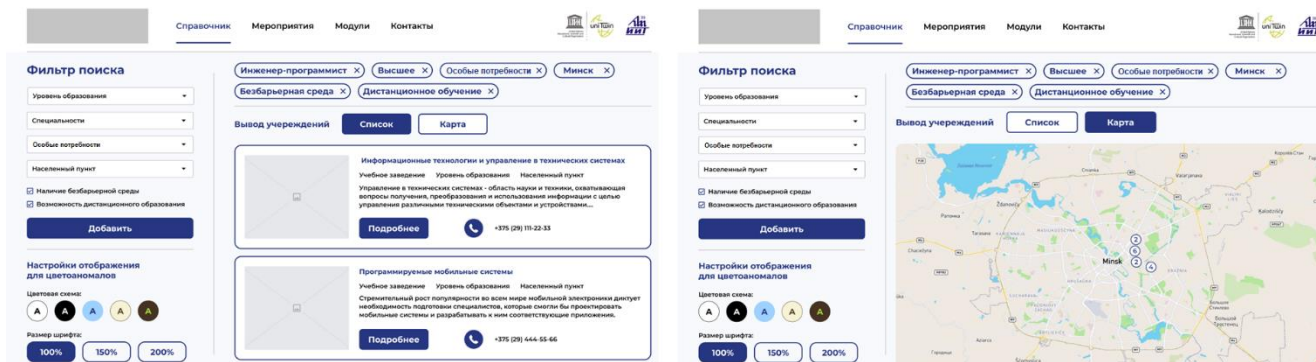 Справочник Мероприятия Модули Контакты
uniTwin
Фильтр поиска
Уровень образования
Специальности
Особые потребности
Населенный пункт
Наличие безбарьерной среды
Возможность дистанционного образования
Добавить
Настройки отображения
для цветоаномалов
Цветовая схема:
A A A A A
Размер шрифта:
100% 150% 200%
Инженер-программист X Высшее X Особые потребности X Минск X
Безбарьерная среда X Дистанционное обучение X
Вывод учереждений Список Карта
Информационные технологии и управление в технических системах
Учебное заведение Уровень образования Населенный пункт
Управление в технических системах - область науки и техники, охватывающая
вопросы получения, преобразования и использования информации с целью
управления различными техническими объектами и устройствами....
Подробнее +375 (29) 111-22-33
Программируемые мобильные системы
Учебное заведение Уровень образования Населенный пункт
Стремительный рост популярности во всем мире мобильной электроники диктует
необходимость подготовки специалистов, которые смогли бы проектировать
мобильные системы и разрабатывать к ним соответствующие приложения.
Подробнее +375 (29) 444-55-66
Справочник Мероприятия Модули Контакты
uniTwin
Фильтр поиска
Уровень образования
Специальности
Особые потребности
Населенный пункт
Наличие безбарьерной среды
Возможность дистанционного образования
Добавить
Настройки отображения
для цветоаномалов
Цветовая схема:
A A A A A
Размер шрифта:
100% 150% 200%
Инженер-программист X Высшее X Особые потребности X Минск X
Безбарьерная среда X Дистанционное обучение X
Вывод учереждений Список Карта
2
6
Minsk 2 4